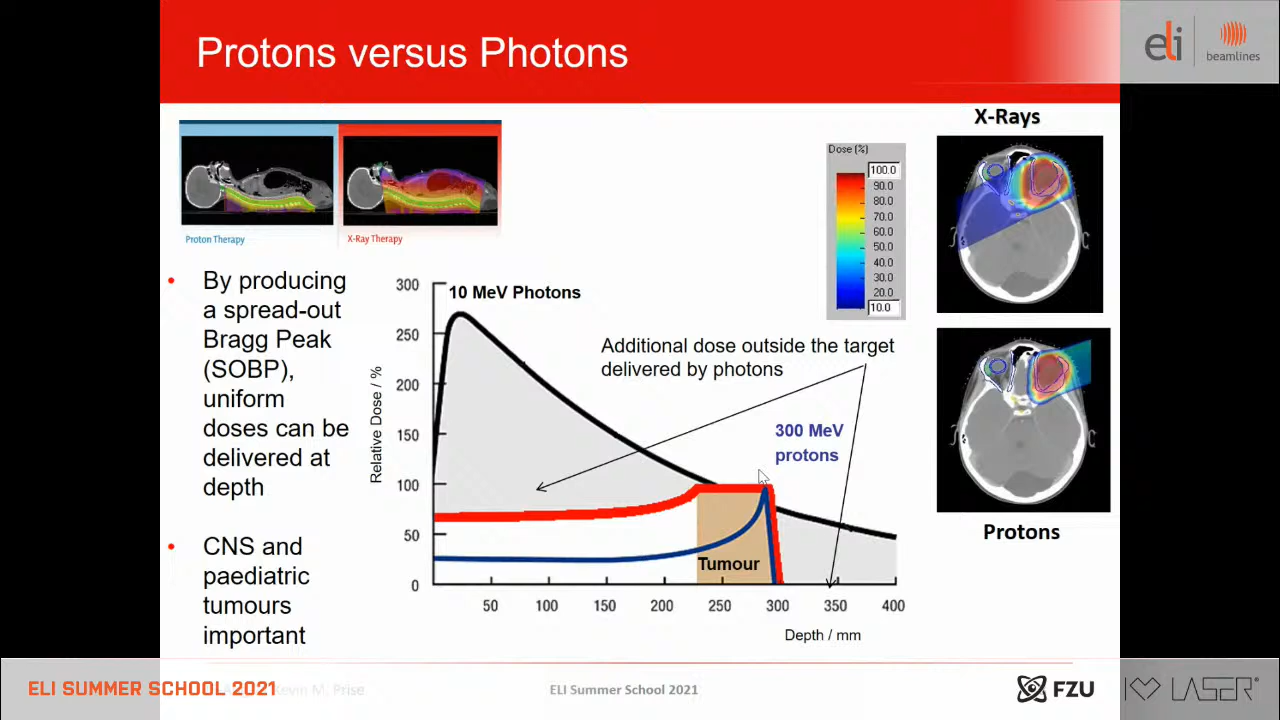 Protons versus Photons
eli
beamlines
Proton Therapy
X-Ray Therapy
Dose (%)
100.0
90.0
80.0
70.0
60.0
50.0
40.0
30.0
20.0
10.0
X-Rays
Protons
• By producing
a spread-out
Bragg Peak
(SOBP),
uniform
doses can be
delivered at
depth
• CNS and
paediatric
tumours
important
Relative Dose / %
300
250
200
150
100
50
0
10 MeV Photons
Additional dose outside the target
delivered by photons
300 MeV
protons
Tumour
50 100 150 200 250 300 350 400
Depth / mm
ELI SUMMER SCHOOL 2021
Kevin M. Prise
ELI Summer School 2021
FZU
LASER